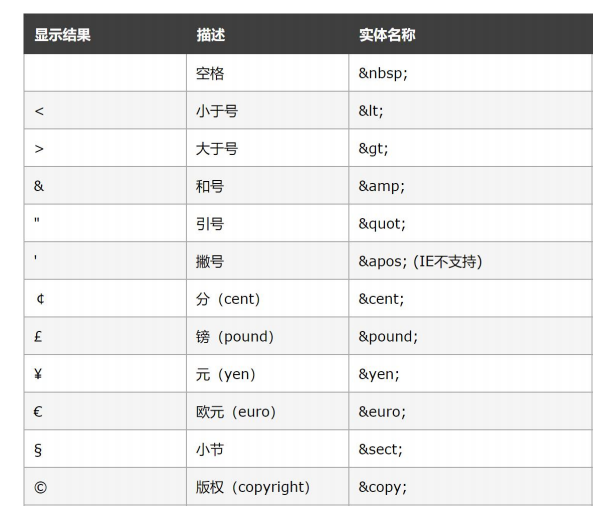 显示结果 描述 实体名称
空格 &nbsp;
< 小于号 &lt;
> 大于号 &gt;
& 和号 &amp;
" 引号 &quot;
' 撇号 &apos; (IE不支持)
¢ 分（cent） &cent;
£ 镑（pound） &pound;
¥ 元（yen） &yen;
€ 欧元（euro） &euro;
§ 小节 &sect;
© 版权（copyright） &copy;